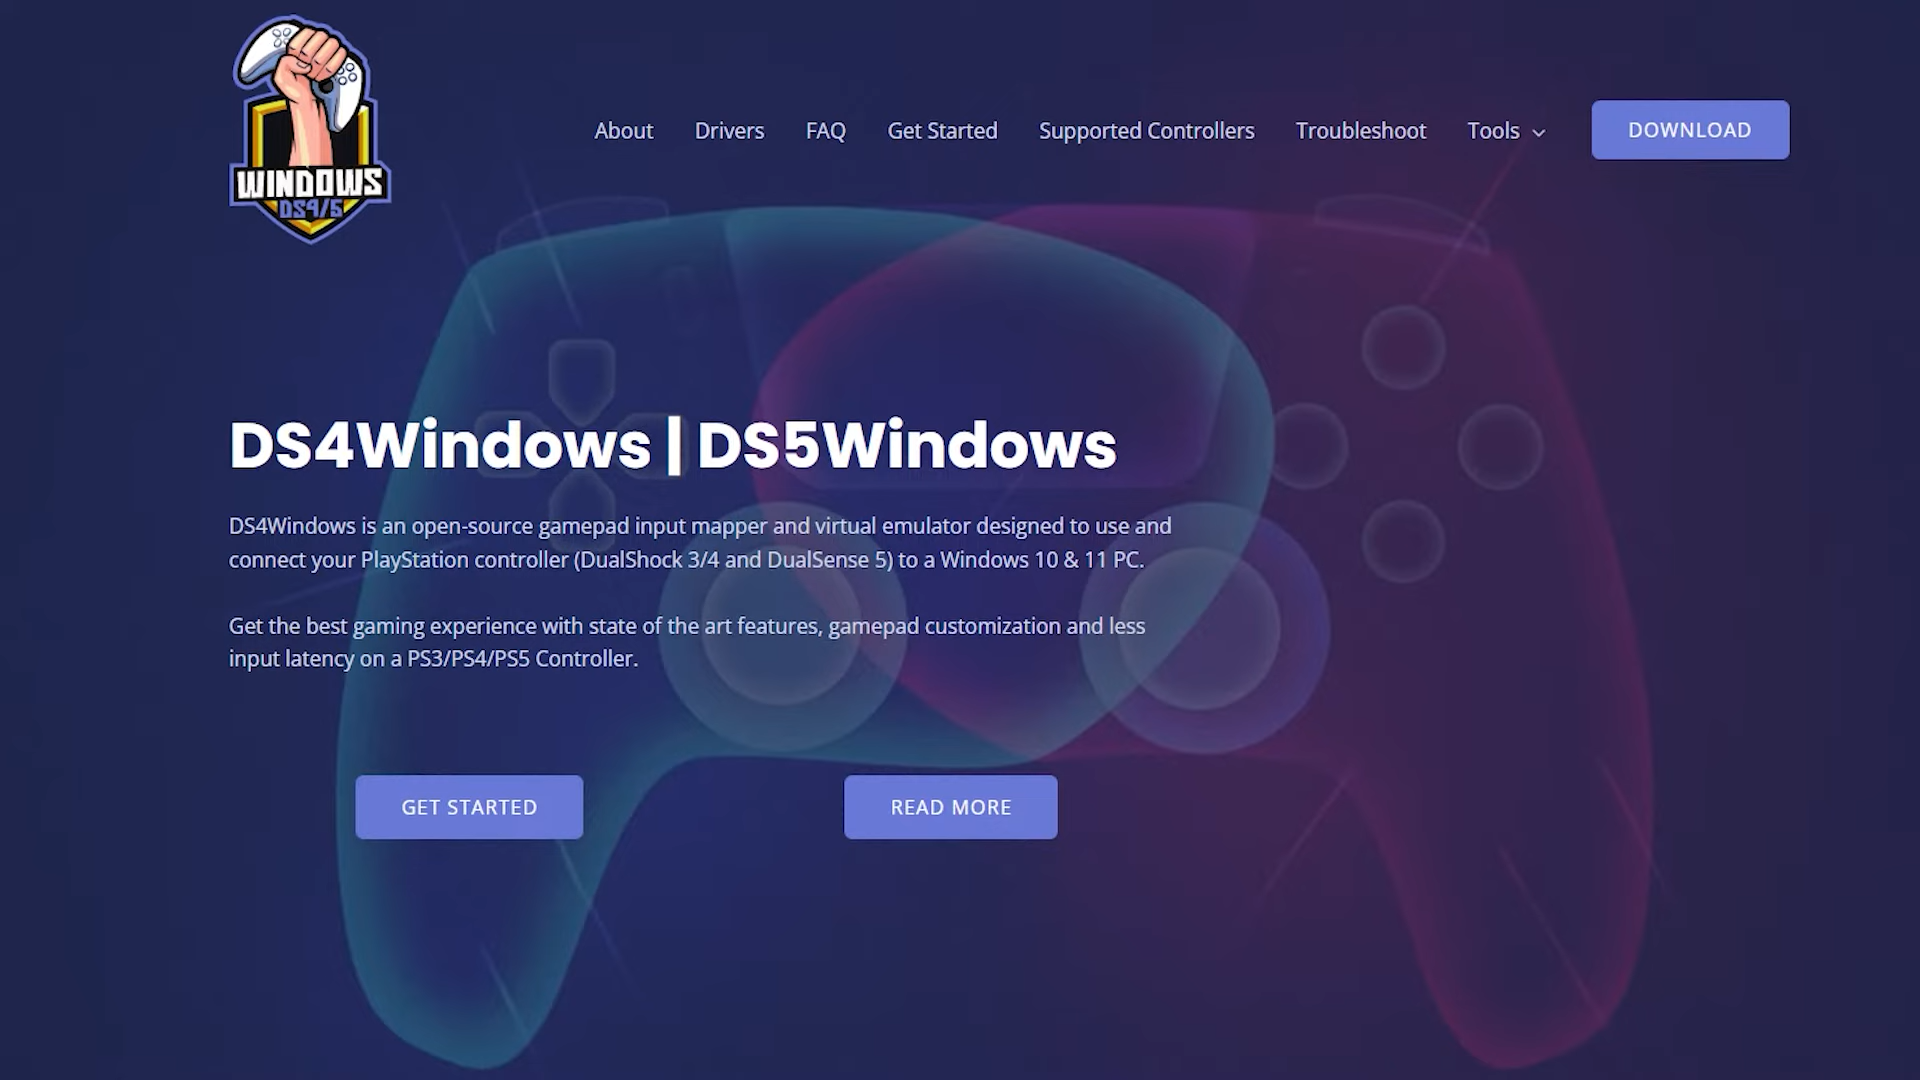 WINDOWS
DS4/5
About Drivers FAQ Get Started Supported Controllers Troubleshoot Tools DOWNLOAD
DS4Windows | DS5Windows
DS4Windows is an open-source gamepad input mapper and virtual emulator designed to use and
connect your PlayStation controller (DualShock 3/4 and DualSense 5) to a Windows 10 & 11 PC.
Get the best gaming experience with state of the art features, gamepad customization and less
input latency on a PS3/PS4/PS5 Controller.
GET STARTED READ MORE